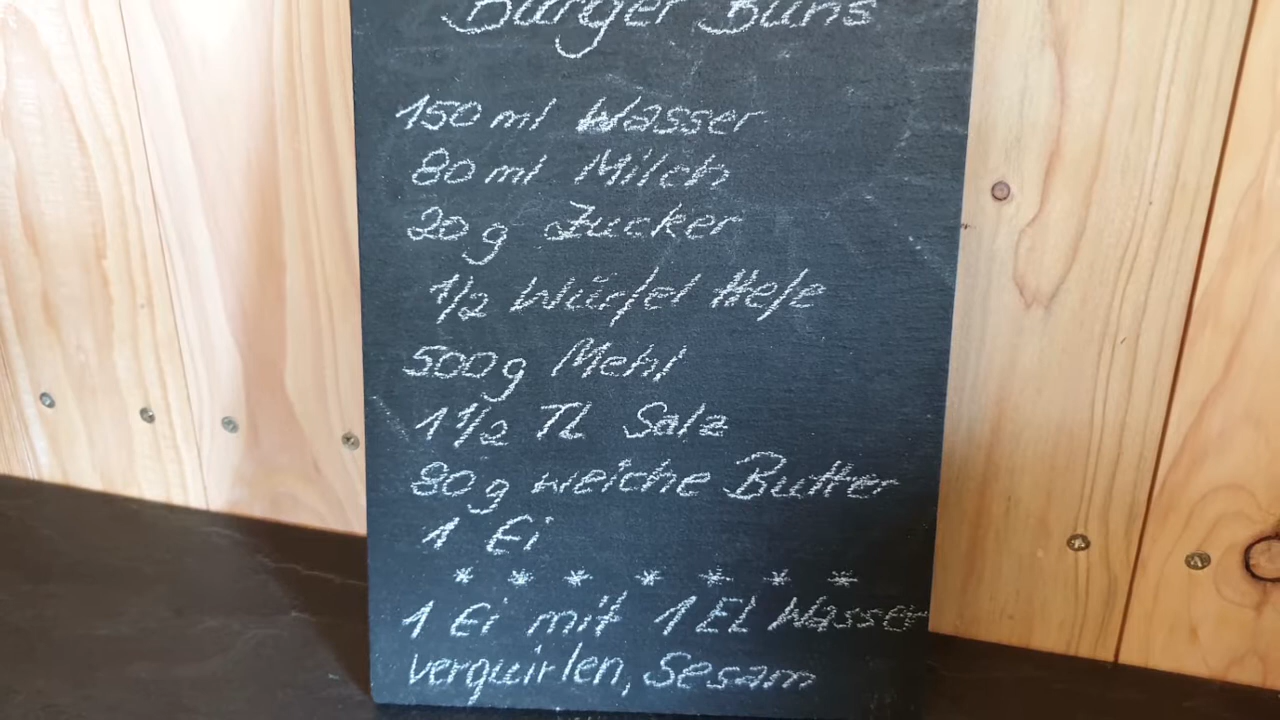 Burger Buns
150 ml Wasser
80 ml Milch
20 g Zucker
1/2 Würfel Hefe
500 g Mehl
1 1/2 TL Salz
80 g weiche Butter
1 Ei
* * * * * * *
1 Ei mit 1 EL Wasser
verquirlen, Sesam